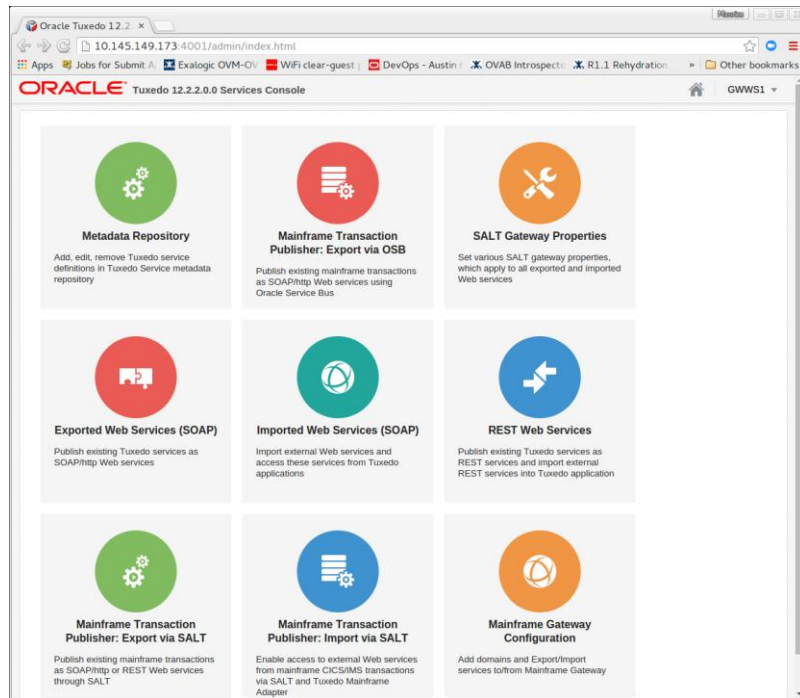 Oracle Tuxedo 12.2
10.145.149.173:4001/admin/index.html
Apps
Jobs for Submit A
Exalogic OVM-OV
WiFi clear-guest
DevOps - Austin
OVAB Introspecto
R1.1 Rehydration
»
Other bookmarks
ORACLE Tuxedo 12.2.2.0.0 Services Console
GWWS1
Metadata Repository
Add, edit, remove Tuxedo service
definitions in Tuxedo Service metadata
repository
Mainframe Transaction
Publisher: Export via OSB
Publish existing mainframe transactions
as SOAP/http Web services using
Oracle Service Bus
SALT Gateway Properties
Set various SALT gateway properties,
which apply to all exported and imported
Web services
Exported Web Services (SOAP)
Publish existing Tuxedo services as
SOAP/http Web services
Imported Web Services (SOAP)
Import external Web services and
access these services from Tuxedo
applications
REST Web Services
Publish existing Tuxedo services as
REST services and import external
REST services into Tuxedo application
Mainframe Transaction
Publisher: Export via SALT
Publish existing mainframe transactions
as SOAP/http or REST Web services
through SALT
Mainframe Transaction
Publisher: Import via SALT
Enable access to external Web services
from mainframe CICS/IMS transactions
via SALT and Tuxedo Mainframe
Adapter
Mainframe Gateway
Configuration
Add domains and Export/Import
services to/from Mainframe Gateway